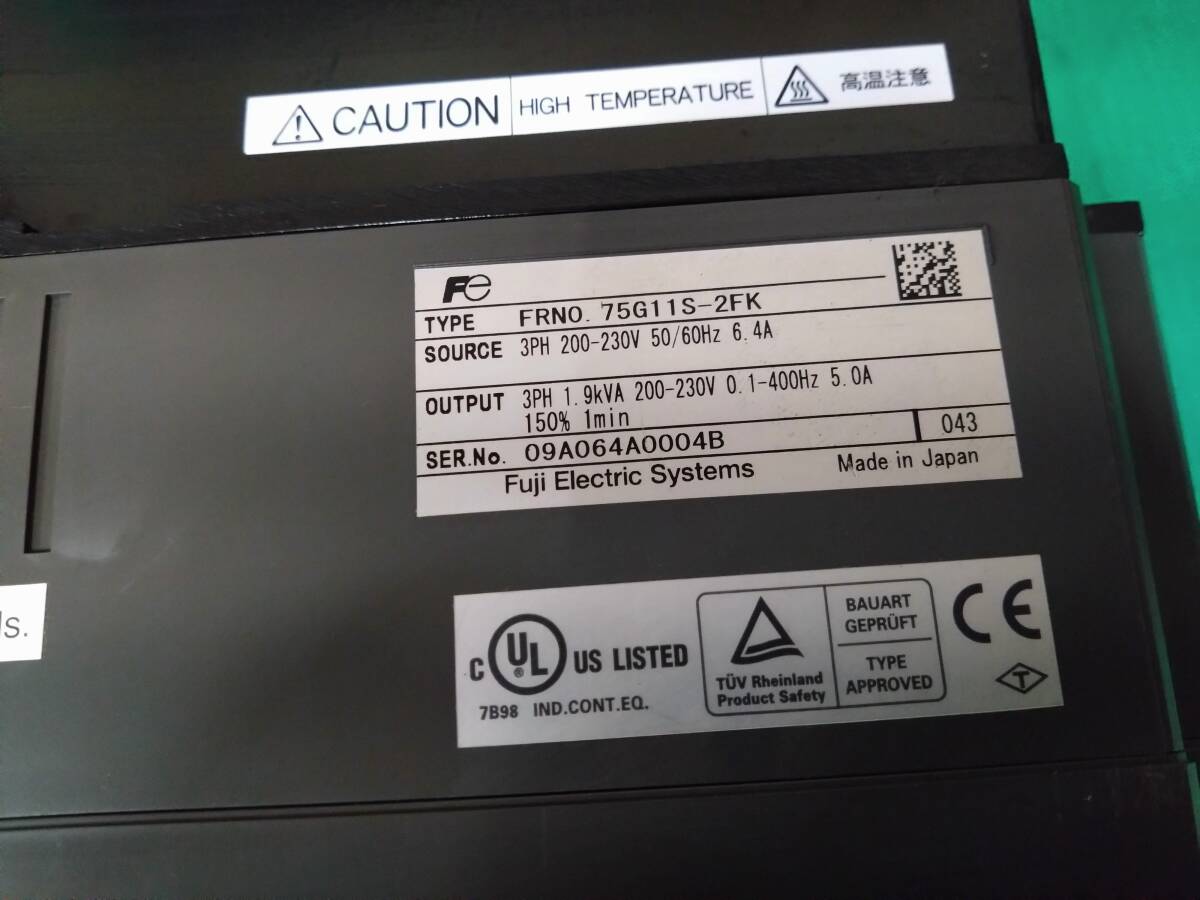 CAUTION HIGH TEMPERATURE 高温注意
Fe
TYPE FRN0.75G11S-2FK
SOURCE 3PH 200-230V 50/60Hz 6.4A
OUTPUT 3PH 1.9kVA 200-230V 0.1-400Hz 5.0A
150% 1min
SER.No. 09A064A0004B 043
Fuji Electric Systems Made in Japan
ls.
C UL ® US LISTED
7B98 IND.CONT.EQ.
TÜV Rheinland
Product Safety
BAUART
GEPRÜFT
TYPE
APPROVED
CE
T